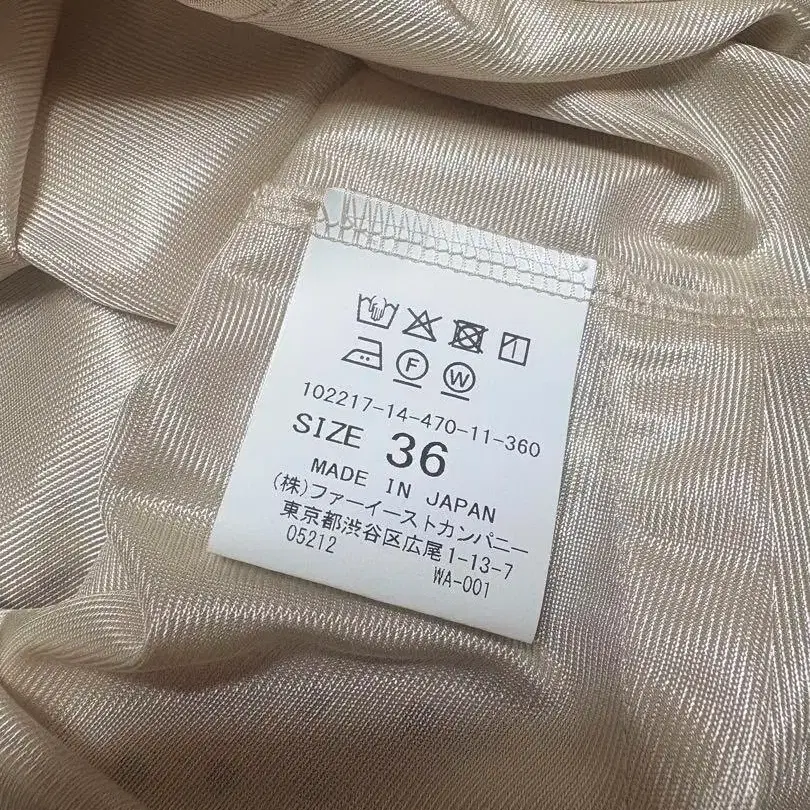 F W
102217-14-470-11-360
SIZE 36
MADE IN JAPAN
(株)ファーイーストカンパニー
東京都渋谷区広尾1-13-7
05212 WA-001